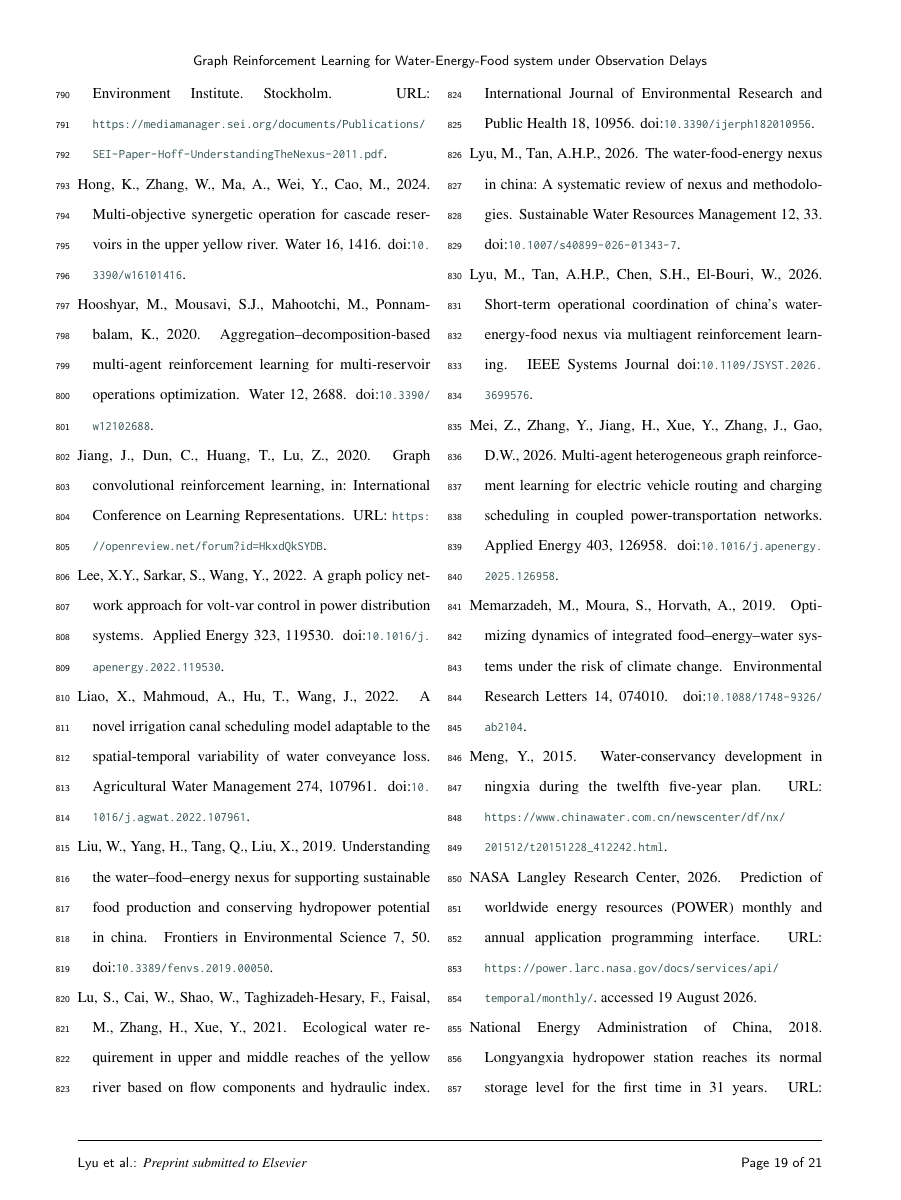 Graph Reinforcement Learning for Water-Energy-Food system under Observation Delays
790 Environment Institute. Stockholm. URL:
791 https://mediamanager.sei.org/documents/Publications/
792 SEI-Paper-Hoff-UnderstandingTheNexus-2011.pdf.
793 Hong, K., Zhang, W., Ma, A., Wei, Y., Cao, M., 2024.
794 Multi-objective synergetic operation for cascade reser-
795 voirs in the upper yellow river. Water 16, 1416. doi:10.
796 3390/w16101416.
797 Hooshyar, M., Mousavi, S.J., Mahootchi, M., Ponnam-
798 balam, K., 2020. Aggregation–decomposition-based
799 multi-agent reinforcement learning for multi-reservoir
800 operations optimization. Water 12, 2688. doi:10.3390/
801 w12102688.
802 Jiang, J., Dun, C., Huang, T., Lu, Z., 2020. Graph
803 convolutional reinforcement learning, in: International
804 Conference on Learning Representations. URL: https:
805 //openreview.net/forum?id=HkxdQkSYDB.
806 Lee, X.Y., Sarkar, S., Wang, Y., 2022. A graph policy net-
807 work approach for volt-var control in power distribution
808 systems. Applied Energy 323, 119530. doi:10.1016/j.
809 apenergy.2022.119530.
810 Liao, X., Mahmoud, A., Hu, T., Wang, J., 2022. A
811 novel irrigation canal scheduling model adaptable to the
812 spatial-temporal variability of water conveyance loss.
813 Agricultural Water Management 274, 107961. doi:10.
814 1016/j.agwat.2022.107961.
815 Liu, W., Yang, H., Tang, Q., Liu, X., 2019. Understanding
816 the water–food–energy nexus for supporting sustainable
817 food production and conserving hydropower potential
818 in china. Frontiers in Environmental Science 7, 50.
819 doi:10.3389/fenvs.2019.00050.
820 Lu, S., Cai, W., Shao, W., Taghizadeh-Hesary, F., Faisal,
821 M., Zhang, H., Xue, Y., 2021. Ecological water re-
822 quirement in upper and middle reaches of the yellow
823 river based on flow components and hydraulic index.
824 International Journal of Environmental Research and
825 Public Health 18, 10956. doi:10.3390/ijerph182010956.
826 Lyu, M., Tan, A.H.P., 2026. The water-food-energy nexus
827 in china: A systematic review of nexus and methodolo-
828 gies. Sustainable Water Resources Management 12, 33.
829 doi:10.1007/s40899-026-01343-7.
830 Lyu, M., Tan, A.H.P., Chen, S.H., El-Bouri, W., 2026.
831 Short-term operational coordination of china's water-
832 energy-food nexus via multiagent reinforcement learn-
833 ing. IEEE Systems Journal doi:10.1109/JSYST.2026.
834 3699576.
835 Mei, Z., Zhang, Y., Jiang, H., Xue, Y., Zhang, J., Gao,
836 D.W., 2026. Multi-agent heterogeneous graph reinforce-
837 ment learning for electric vehicle routing and charging
838 scheduling in coupled power-transportation networks.
839 Applied Energy 403, 126958. doi:10.1016/j.apenergy.
840 2025.126958.
841 Memarzadeh, M., Moura, S., Horvath, A., 2019. Opti-
842 mizing dynamics of integrated food–energy–water sys-
843 tems under the risk of climate change. Environmental
844 Research Letters 14, 074010. doi:10.1088/1748-9326/
845 ab2104.
846 Meng, Y., 2015. Water-conservancy development in
847 ningxia during the twelfth five-year plan. URL:
848 https://www.chinawater.com.cn/newscenter/df/nx/
849 201512/t20151228_412242.html.
850 NASA Langley Research Center, 2026. Prediction of
851 worldwide energy resources (POWER) monthly and
852 annual application programming interface. URL:
853 https://power.larc.nasa.gov/docs/services/api/
854 temporal/monthly/. accessed 19 August 2026.
855 National Energy Administration of China, 2018.
856 Longyangxia hydropower station reaches its normal
857 storage level for the first time in 31 years. URL:
Lyu et al.: Preprint submitted to Elsevier Page 19 of 21